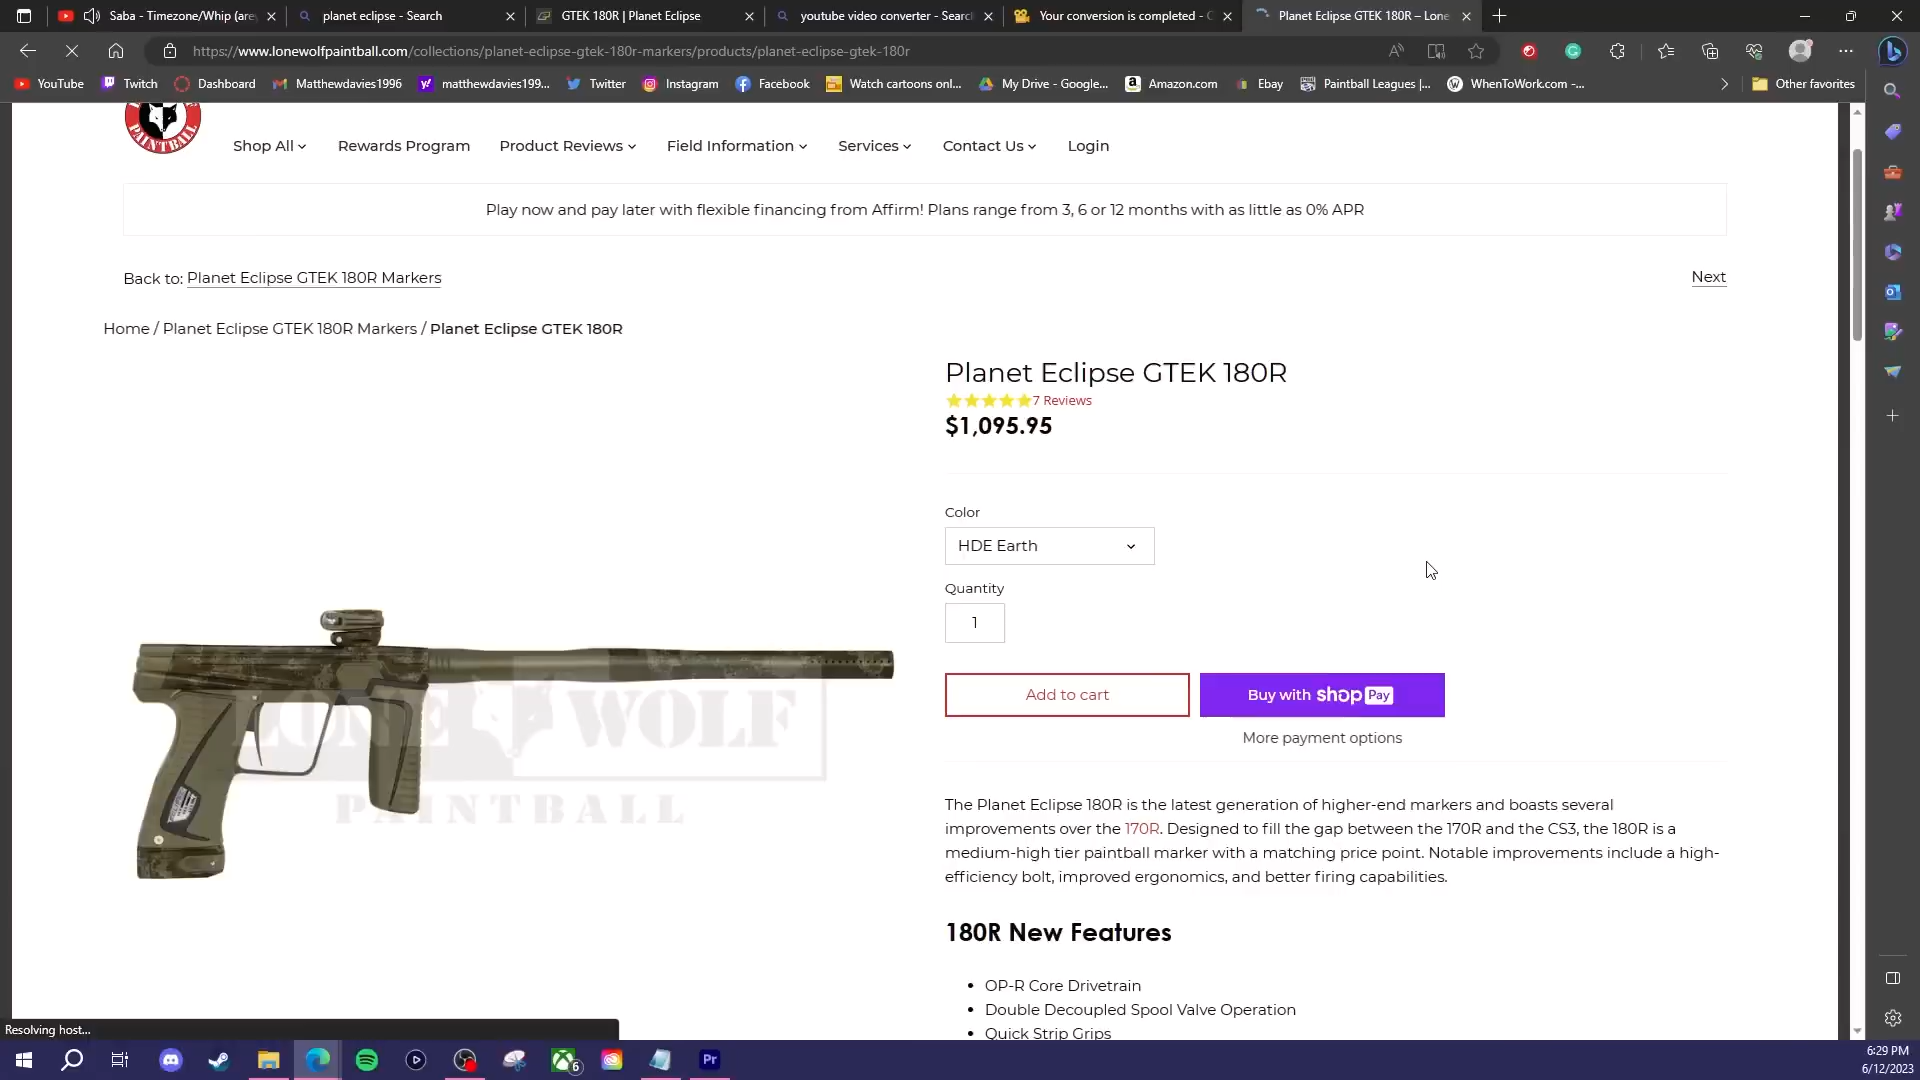 Saba - Timezone/Whip (are
planet eclipse - Search
GTEK 180R | Planet Eclipse
youtube video converter - Searc
Your conversion is completed - C
Planet Eclipse GTEK 180R – Lone
https://www.lonewolfpaintball.com/collections/planet-eclipse-gtek-180r-markers/products/planet-eclipse-gtek-180r
YouTube
Twitch
Dashboard
Matthewdavies1996
matthewdavies199...
Twitter
Instagram
Facebook
Watch cartoons onl...
My Drive - Google...
Amazon.com
Ebay
Paintball Leagues |...
WhenToWork.com -...
Other favorites
PAINTBALL
Shop All
Rewards Program
Product Reviews
Field Information
Services
Contact Us
Login
Play now and pay later with flexible financing from Affirm! Plans range from 3, 6 or 12 months with as little as 0% APR
Back to: Planet Eclipse GTEK 180R Markers
Next
Home / Planet Eclipse GTEK 180R Markers / Planet Eclipse GTEK 180R
Planet Eclipse GTEK 180R
7 Reviews
$1,095.95
Color
HDE Earth
Quantity
1
Add to cart
Buy with shop Pay
More payment options
LONE WOLF
PAINTBALL
The Planet Eclipse 180R is the latest generation of higher-end markers and boasts several
improvements over the 170R. Designed to fill the gap between the 170R and the CS3, the 180R is a
medium-high tier paintball marker with a matching price point. Notable improvements include a high-
efficiency bolt, improved ergonomics, and better firing capabilities.
180R New Features
• OP-R Core Drivetrain
• Double Decoupled Spool Valve Operation
• Quick Strip Grips
Resolving host...
6
Pr
6:29 PM
6/12/2023